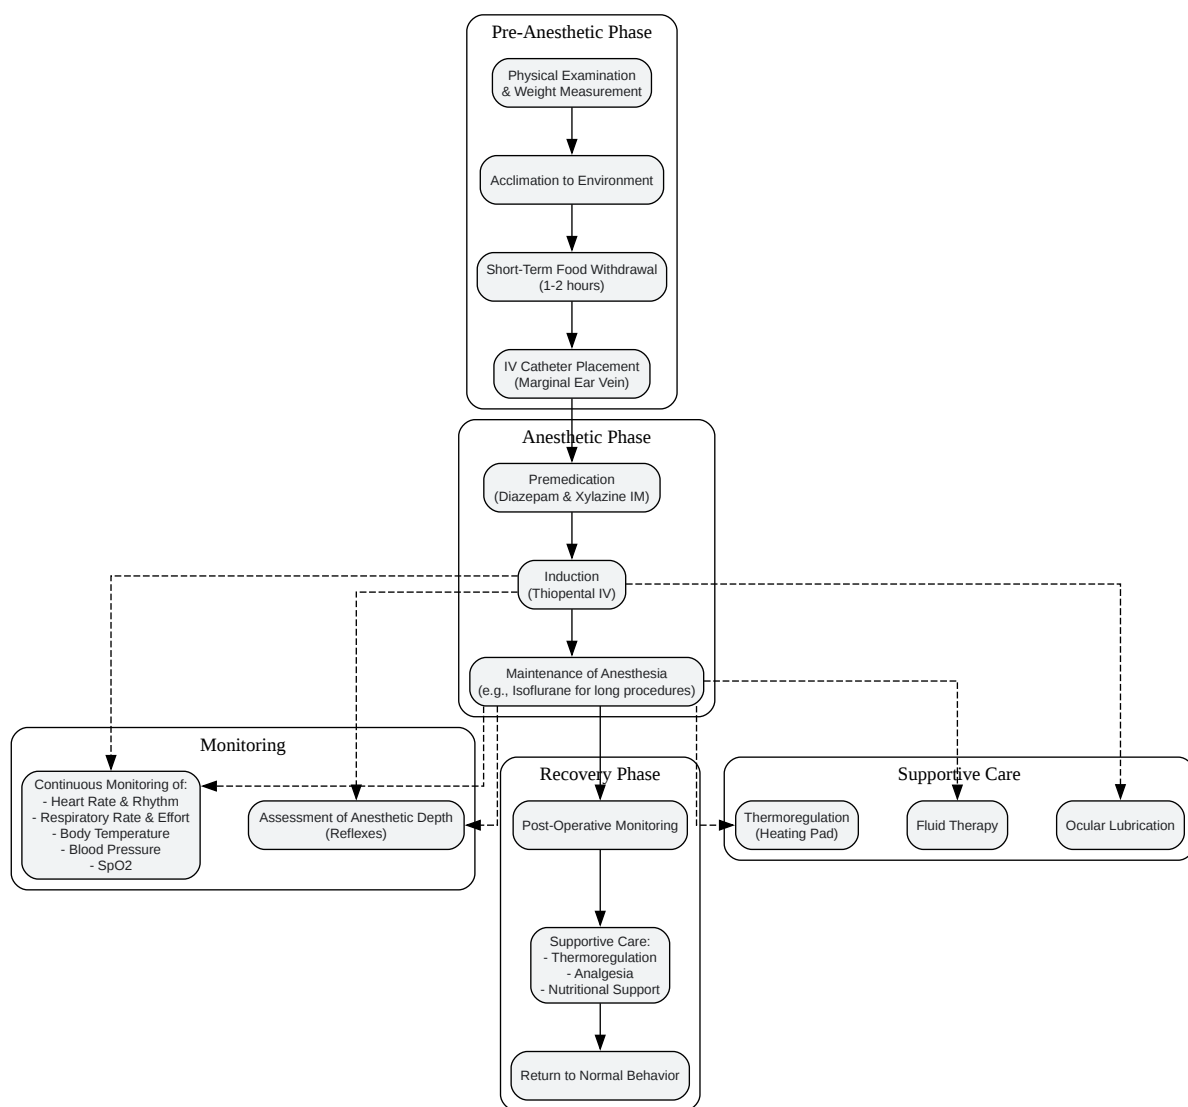 Pre-Anesthetic Phase
Physical Examination
& Weight Measurement
Acclimation to Environment
Short-Term Food Withdrawal
(1-2 hours)
IV Catheter Placement
(Marginal Ear Vein)
Anesthetic Phase
Premedication
(Diazepam & Xylazine IM)
Induction
(Thiopental IV)
Maintenance of Anesthesia
(e.g., Isoflurane for long procedures)
Monitoring
Continuous Monitoring of:
- Heart Rate & Rhythm
- Respiratory Rate & Effort
- Body Temperature
- Blood Pressure
- SpO2
Assessment of Anesthetic Depth
(Reflexes)
Recovery Phase
Post-Operative Monitoring
Supportive Care:
- Thermoregulation
- Analgesia
- Nutritional Support
Return to Normal Behavior
Supportive Care
Thermoregulation
(Heating Pad)
Fluid Therapy
Ocular Lubrication